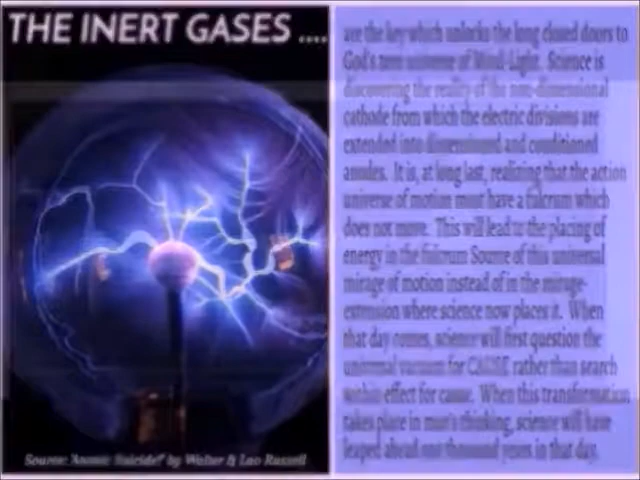 THE INERT GASES ....
are the key which unlocks the long closed doors to
God's zero universe of Mind-Light. Science is
discovering the reality of the non-dimensional
cathode from which the electric divisions are
extended into dimensioned and conditioned
anodes. It is, at long last, realizing that the action
universe of motion must have a fulcrum which
does not move. This will lead to the placing of
energy in the fulcrum Source of this universal
mirage of motion instead of in the mirage-
extension where science now places it. When
that day comes, science will first question the
universal vacuum for CAUSE rather than search
within effect for cause. When this transformation
takes place in man's thinking, science will have
leaped ahead one thousand years in that day.
Source: "Atomic Suicide?" by Walter & Lao Russell